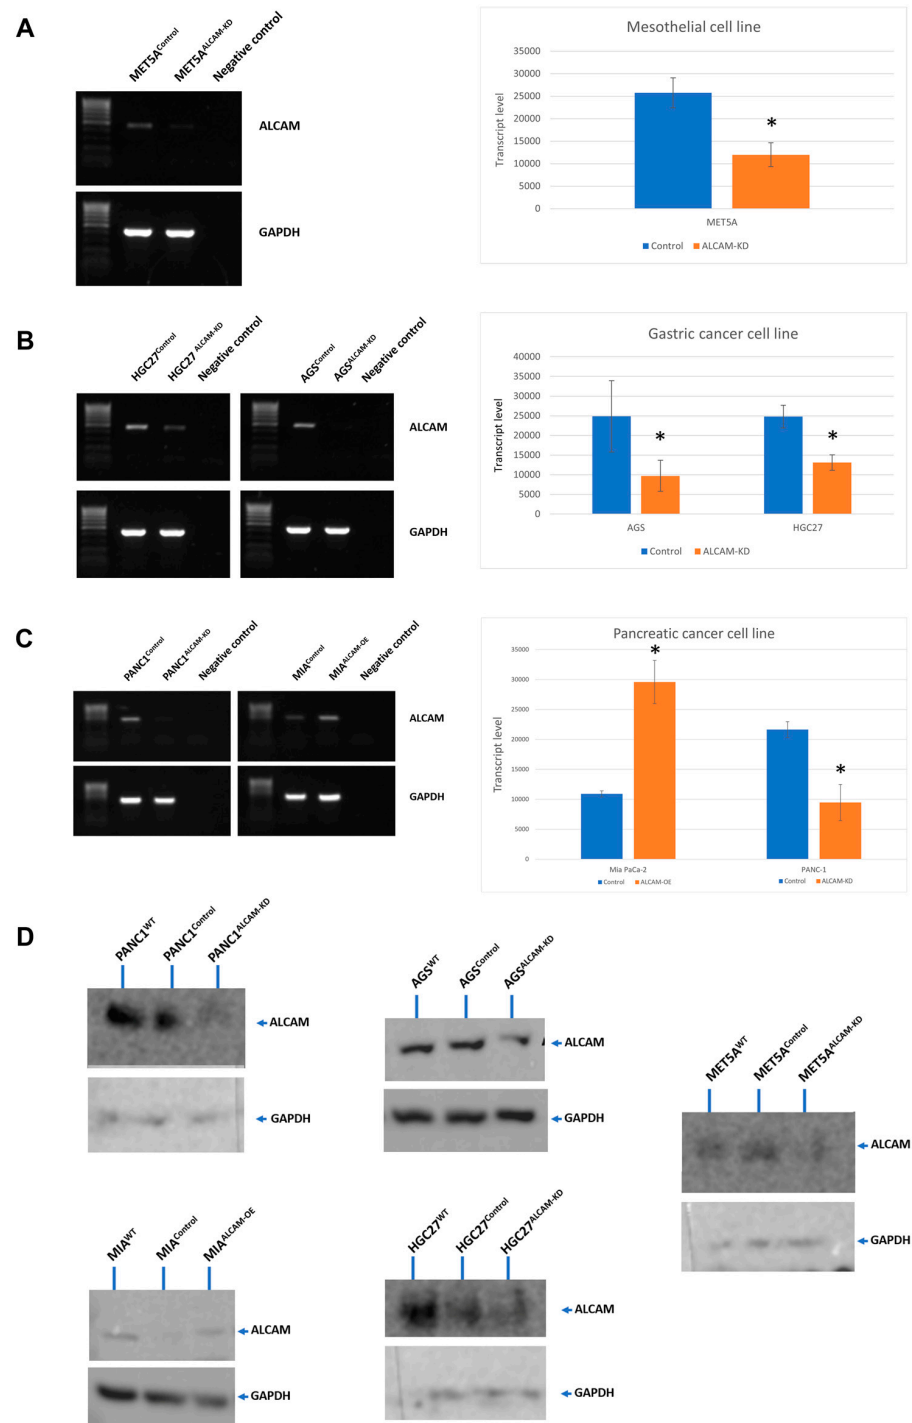 A
MET5A^Control
MET5A^ALCAM-KD
Negative control
ALCAM
GAPDH
Mesothelial cell line
Transcript level
35000
30000
25000
20000
15000
10000
5000
0
*
MET5A
Control ALCAM-KD
B
HGC27^Control
HGC27^ALCAM-KD
Negative control
AGS^Control
AGS^ALCAM-KD
Negative control
ALCAM
GAPDH
Gastric cancer cell line
Transcript level
40000
35000
30000
25000
20000
15000
10000
5000
0
*
*
AGS HGC27
Control ALCAM-KD
C
PANC1^Control
PANC1^ALCAM-KD
Negative control
MIA^Control
MIA^ALCAM-OE
Negative control
ALCAM
GAPDH
Pancreatic cancer cell line
Transcript level
35000
30000
25000
20000
15000
10000
5000
0
*
*
Mia PaCa-2 PANC-1
Control ALCAM-OE Control ALCAM-KD
D
PANC1^WT
PANC1^Control
PANC1^ALCAM-KD
ALCAM
GAPDH
AGS^WT
AGS^Control
AGS^ALCAM-KD
ALCAM
GAPDH
MET5A^WT
MET5A^Control
MET5A^ALCAM-KD
ALCAM
GAPDH
MIA^WT
MIA^Control
MIA^ALCAM-OE
ALCAM
GAPDH
HGC27^WT
HGC27^Control
HGC27^ALCAM-KD
ALCAM
GAPDH